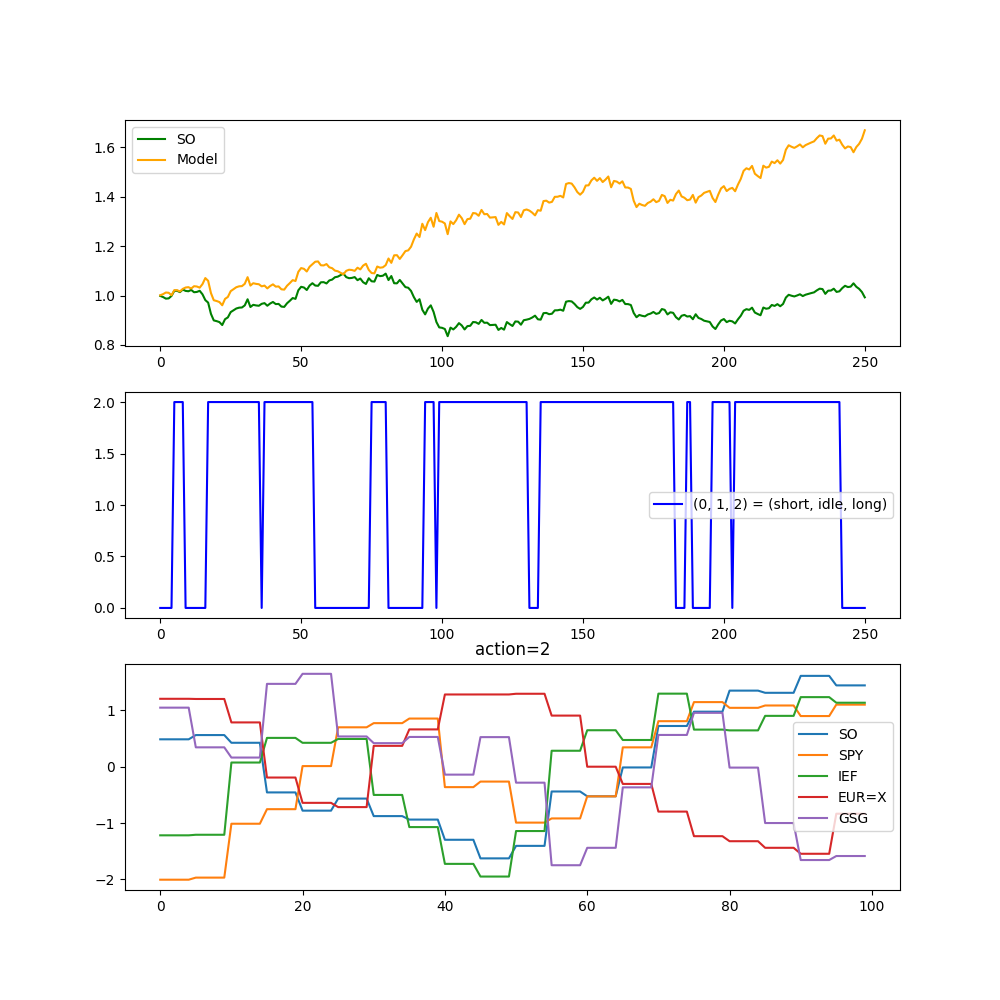 SO
Model
1.6
1.4
1.2
1.0
0.8
0 50 100 150 200 250
2.0
1.5
1.0
0.5
0.0
(0, 1, 2) = (short, idle, long)
0 50 100 150 200 250
action=2
1
0
−1
−2
SO
SPY
IEF
EUR=X
GSG
0 20 40 60 80 100